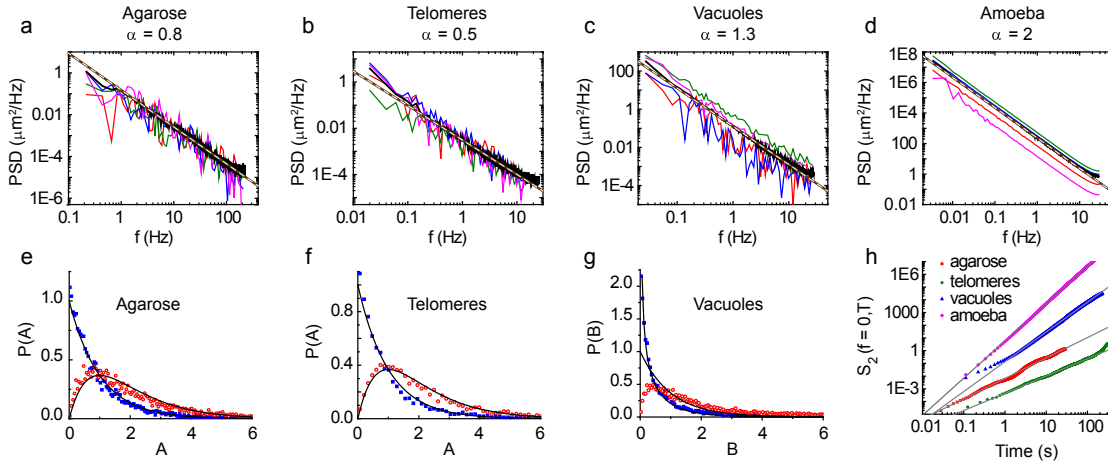 a
Agarose
α = 0.8
PSD (μm²/Hz)
1
0.01
1E-4
1E-6
0.1
1
10
100
f (Hz)
b
Telomeres
α = 0.5
PSD (μm²/Hz)
1
0.01
1E-4
0.01
0.1
1
10
f (Hz)
c
Vacuoles
α = 1.3
PSD (μm²/Hz)
100
1
0.01
1E-4
0.1
1
10
f (Hz)
d
Amoeba
α = 2
PSD (μm²/Hz)
1E8
1E6
1E4
100
1
0.01
0.01
0.1
1
10
f (Hz)
e
Agarose
P(A)
1.0
0.5
0.0
0
2
4
6
A
f
Telomeres
P(A)
0.8
0.4
0.0
0
2
4
6
A
g
Vacuoles
P(B)
2.0
1.5
1.0
0.5
0.0
0
2
4
6
B
h
agarose
telomeres
vacuoles
amoeba
S₂(f = 0,T)
1E6
1000
1
1E-3
0.01
0.1
1
10
100
Time (s)